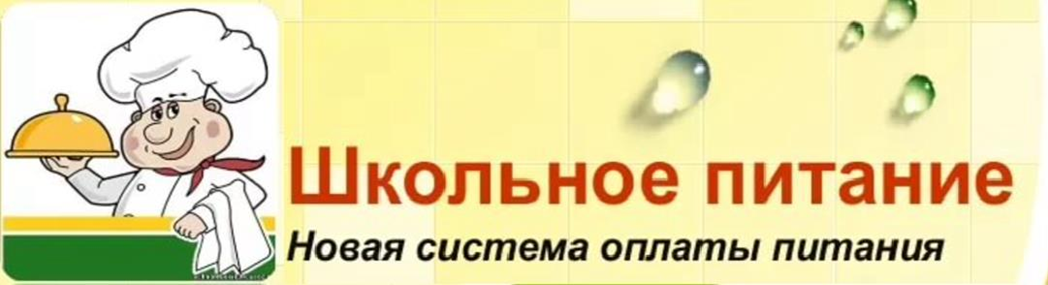 Школьное питание
Новая система оплаты питания